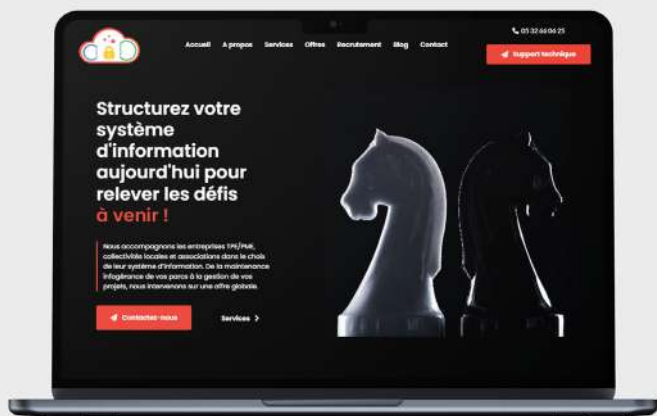 05 32 66 04 25
Accueil A propos Services Offres Recrutement Blog Contact
Support technique
Structurez votre
système
d'information
aujourd'hui pour
relever les défis
à venir !
Nous accompagnons les entreprises TPE/PME,
collectivités locales et associations dans le choix
de leur système d'information. De la maintenance
infogérance de vos parcs à la gestion de vos
projets, nous intervenons sur une offre globale.
Contactez-nous
Services